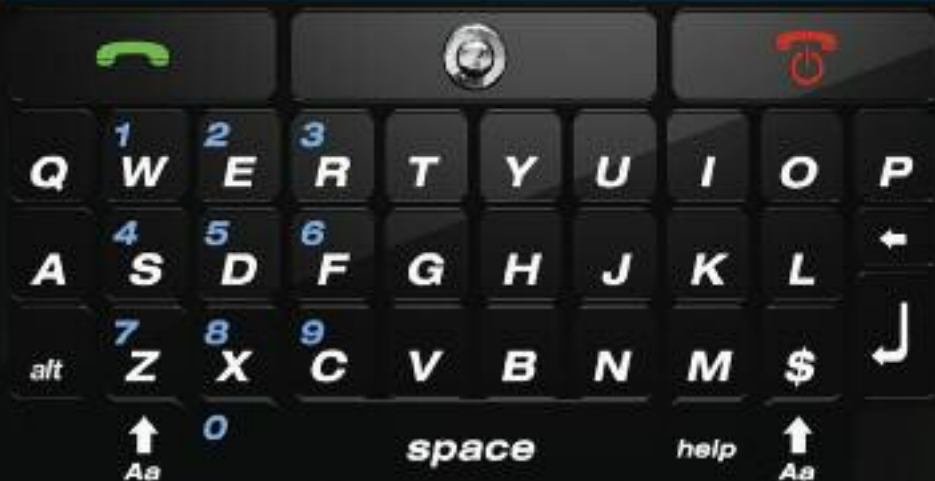 1 2 3
Q W E R T Y U I O P
4 5 6
A S D F G H J K L
7 8 9
alt Z X C V B N M $
0
space help
Aa Aa